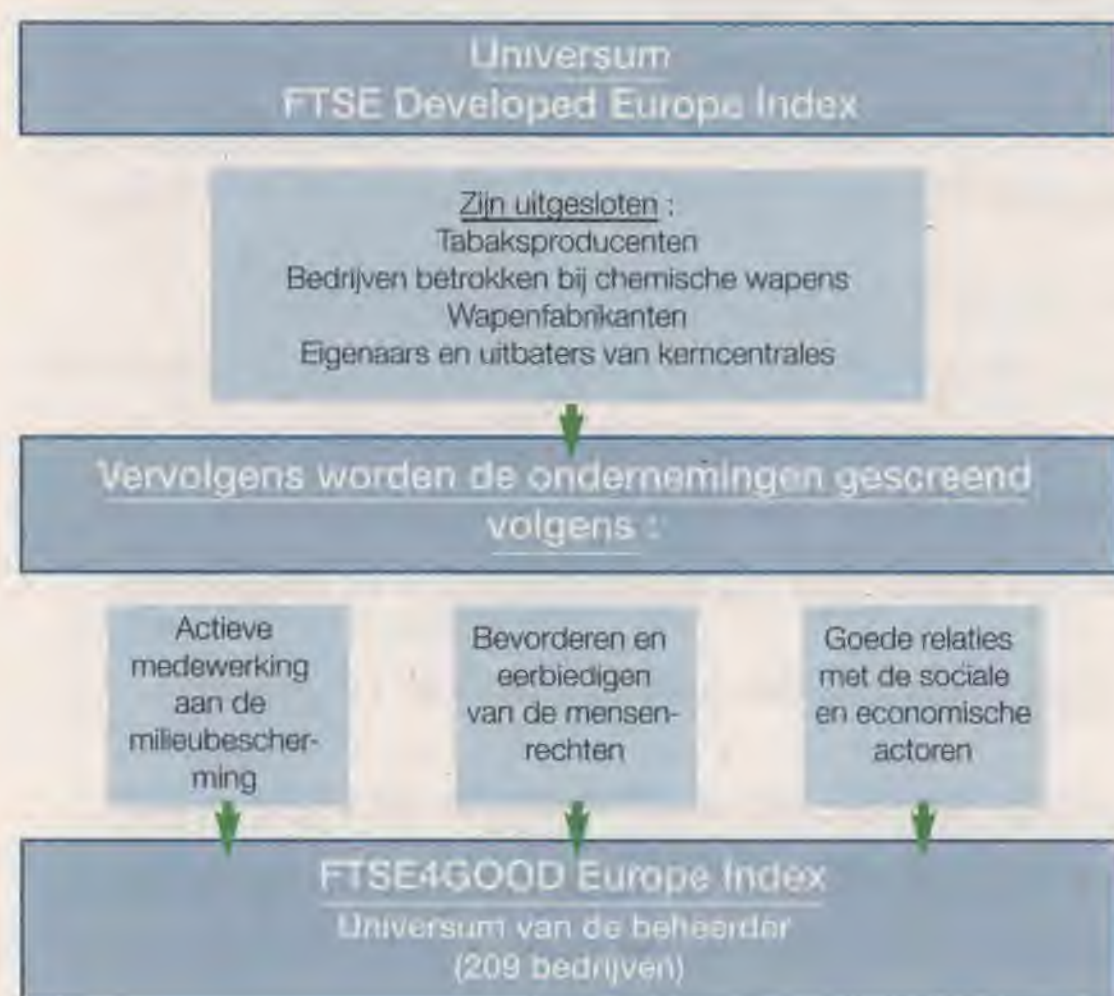 Universum
FTSE Developed Europe Index
Zijn uitgesloten :
Tabaksproducenten
Bedrijven betrokken bij chemische wapens
Wapenfabrikanten
Eigenaars en uitbaters van kerncentrales
Vervolgens worden de ondernemingen gescreend
volgens :
Actieve
medewerking
aan de
milieubescher-
ming
Bevorderen en
eerbiedigen
van de mensen-
rechten
Goede relaties
met de sociale
en economische
actoren
FTSE4GOOD Europe Index
Universum van de beheerder
(209 bedrijven)